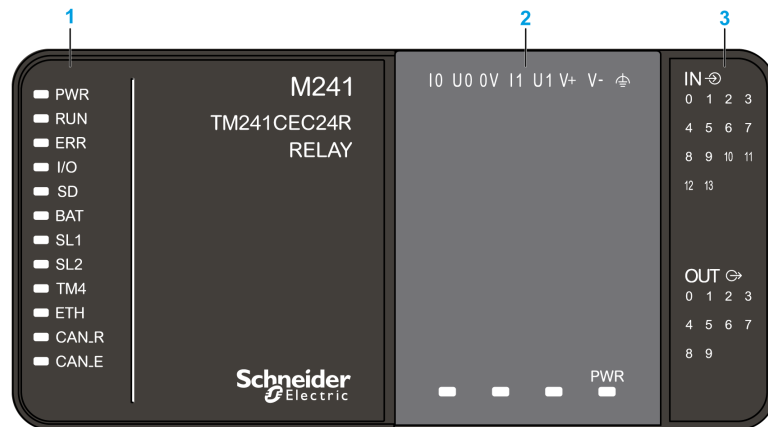 1
2
3
PWR
RUN
ERR
I/O
SD
BAT
SL1
SL2
TM4
ETH
CAN_R
CAN_E
M241
TM241CEC24R
RELAY
Schneider
Electric
I0 U0 0V I1 U1 V+ V-
PWR
IN
0 1 2 3
4 5 6 7
8 9 10 11
12 13
OUT
0 1 2 3
4 5 6 7
8 9